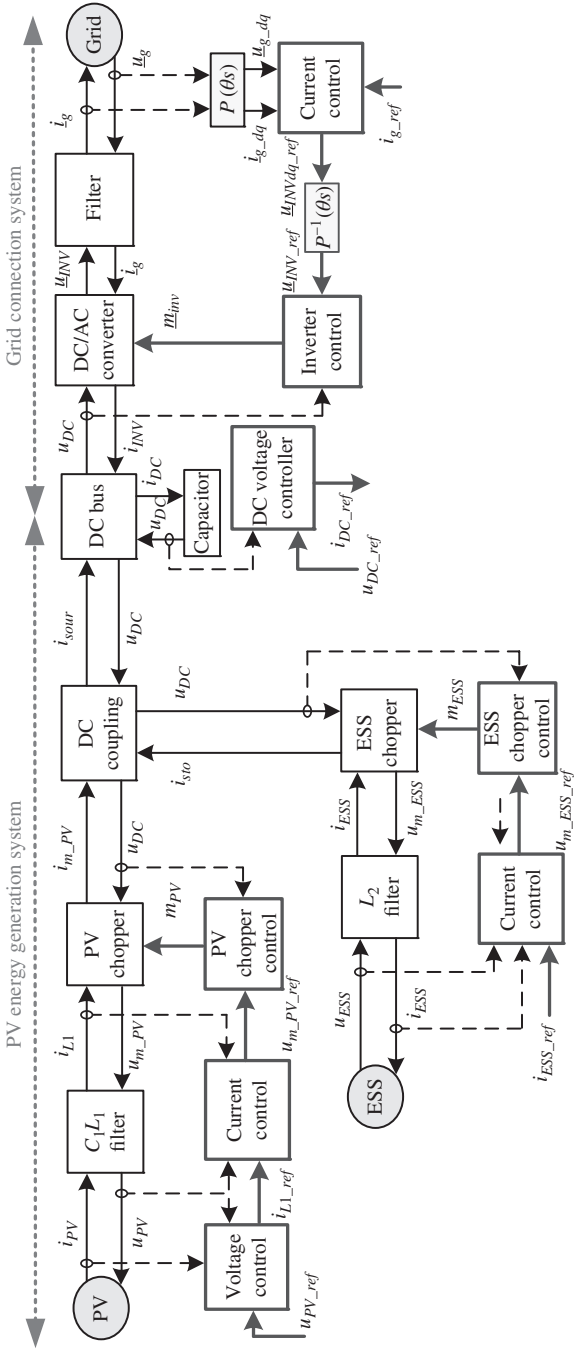 PV energy generation system
Grid connection system
PV
i_PV
u_PV
C₁L₁
filter
i_L1
u_m_PV
PV
chopper
i_m_PV
u_DC
DC
coupling
i_sour
u_DC
DC bus
u_DC
i_INV
DC/AC
converter
u_INV
i_g
Filter
i_g
u_g
Grid
u_DC
i_DC
Capacitor
m_PV
m_inv
P(θs)
i_g_dq
u_g_dq
u_PV_ref
Voltage
control
i_L1_ref
Current
control
u_m_PV_ref
PV
chopper
control
u_DC_ref
DC voltage
controller
i_DC_ref
Inverter
control
u_INV_ref
P⁻¹(θs)
u_INVdq_ref
Current
control
i_g_ref
i_sto
u_DC
ESS
u_ESS
i_ESS
L₂
filter
i_ESS
u_m_ESS
ESS
chopper
m_ESS
i_ESS_ref
Current
control
u_m_ESS_ref
ESS
chopper
control